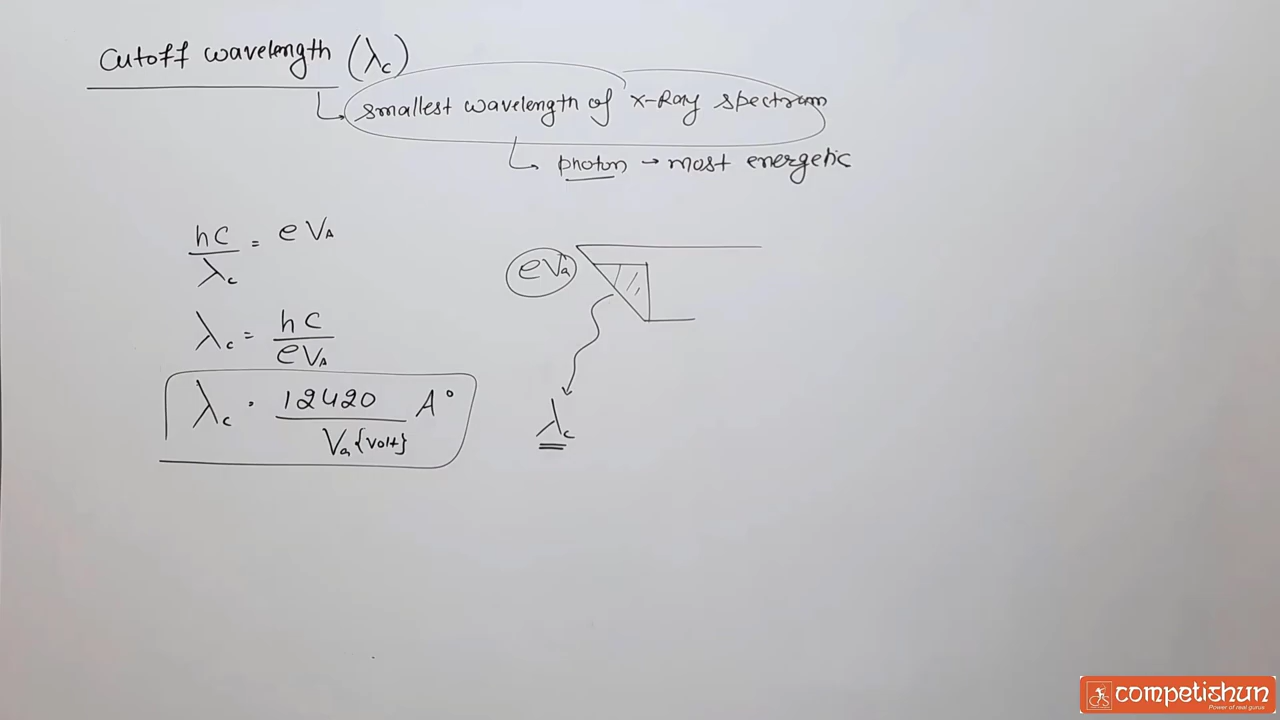 Cutoff wavelength (λc)
smallest wavelength of x-Ray spectrum
photon → most energetic
hc/λc = eVA
λc = hc/eVA
λc = 12420/Va{volt} A°
eVa
λc
competishun
Power of real gurus